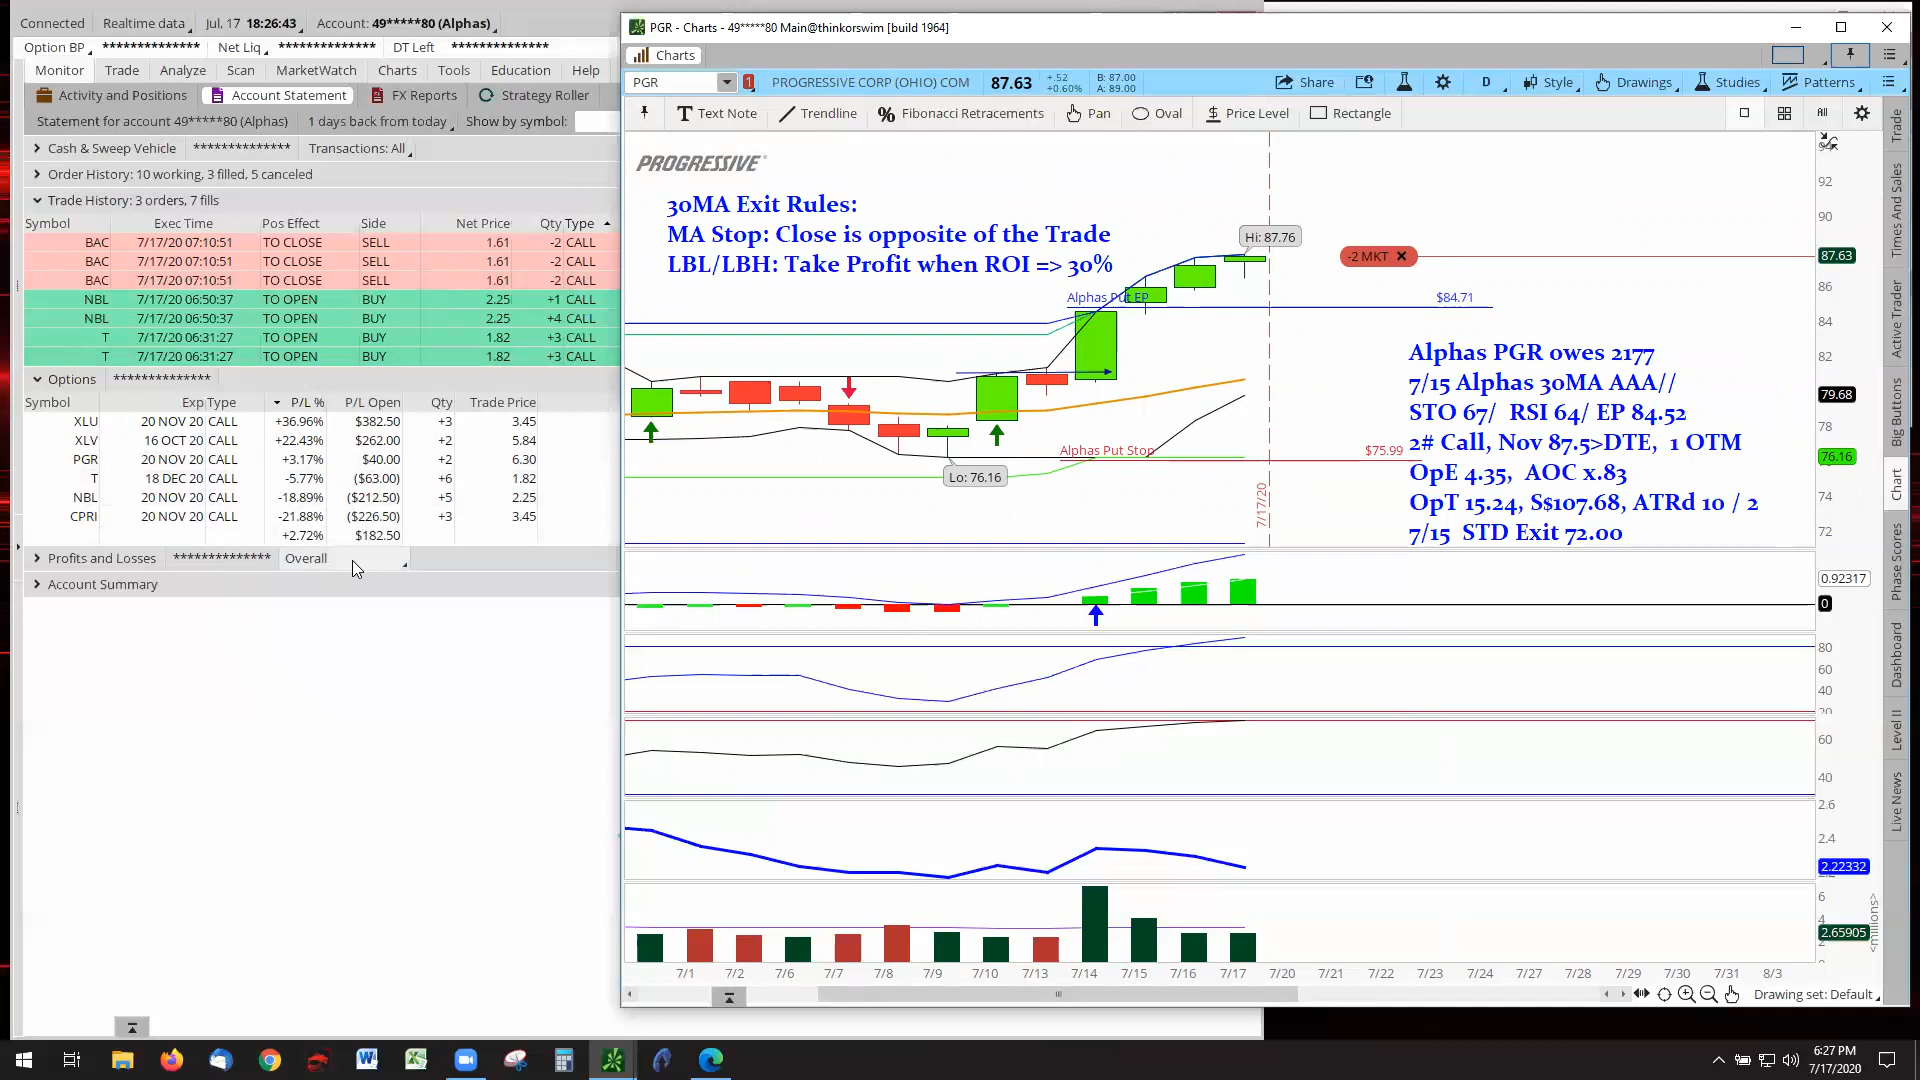 Connected Realtime data Jul, 17 18:26:43 Account: 49*****80 (Alphas)
Option BP ************** Net Liq ************** DT Left **************
Monitor Trade Analyze Scan MarketWatch Charts Tools Education Help
Activity and Positions Account Statement FX Reports Strategy Roller
Statement for account 49*****80 (Alphas) 1 days back from today Show by symbol:
Cash & Sweep Vehicle ************** Transactions: All
Order History: 10 working, 3 filled, 5 canceled
Trade History: 3 orders, 7 fills
Symbol Exec Time Pos Effect Side Net Price Qty Type
BAC 7/17/20 07:10:51 TO CLOSE SELL 1.61 -2 CALL
BAC 7/17/20 07:10:51 TO CLOSE SELL 1.61 -2 CALL
BAC 7/17/20 07:10:51 TO CLOSE SELL 1.61 -2 CALL
NBL 7/17/20 06:50:37 TO OPEN BUY 2.25 +1 CALL
NBL 7/17/20 06:50:37 TO OPEN BUY 2.25 +4 CALL
T 7/17/20 06:31:27 TO OPEN BUY 1.82 +3 CALL
T 7/17/20 06:31:27 TO OPEN BUY 1.82 +3 CALL
Options **************
Symbol Exp Type P/L % P/L Open Qty Trade Price
XLU 20 NOV 20 CALL +36.96% $382.50 +3 3.45
XLV 16 OCT 20 CALL +22.43% $262.00 +2 5.84
PGR 20 NOV 20 CALL +3.17% $40.00 +2 6.30
T 18 DEC 20 CALL -5.77% ($63.00) +6 1.82
NBL 20 NOV 20 CALL -18.89% ($212.50) +5 2.25
CPRI 20 NOV 20 CALL -21.88% ($226.50) +3 3.45
+2.72% $182.50
Profits and Losses ************** Overall
Account Summary
PGR - Charts - 49*****80 Main@thinkorswim [build 1964]
Charts
PGR 1 PROGRESSIVE CORP (OHIO) COM 87.63 +.52 +0.60% B: 87.00 A: 89.00 Share D Style Drawings Studies Patterns
Text Note Trendline Fibonacci Retracements Pan Oval Price Level Rectangle All
PROGRESSIVE
30MA Exit Rules:
MA Stop: Close is opposite of the Trade
LBL/LBH: Take Profit when ROI => 30%
Hi: 87.76
-2 MKT
Alphas Put EP $84.71
Alphas Put Stop $75.99
Lo: 76.16
7/17/20
Alphas PGR owes 2177
7/15 Alphas 30MA AAA//
STO 67/ RSI 64/ EP 84.52
2# Call, Nov 87.5>DTE, 1 OTM
OpE 4.35, AOC x.83
OpT 15.24, S$107.68, ATRd 10 / 2
7/15 STD Exit 72.00
92
90
87.63
86
84
82
79.68
78
76.16
74
72
0.92317
0
80
60
40
20
60
40
2.6
2.4
2.22332
6
4
2.65905
2
<millions>
7/1 7/2 7/6 7/7 7/8 7/9 7/10 7/13 7/14 7/15 7/16 7/17 7/20 7/21 7/22 7/23 7/24 7/27 7/28 7/29 7/30 7/31 8/3
Drawing set: Default
Trade
Times And Sales
Active Trader
Big Buttons
Chart
Phase Scores
Dashboard
Level II
Live News
6:27 PM
7/17/2020